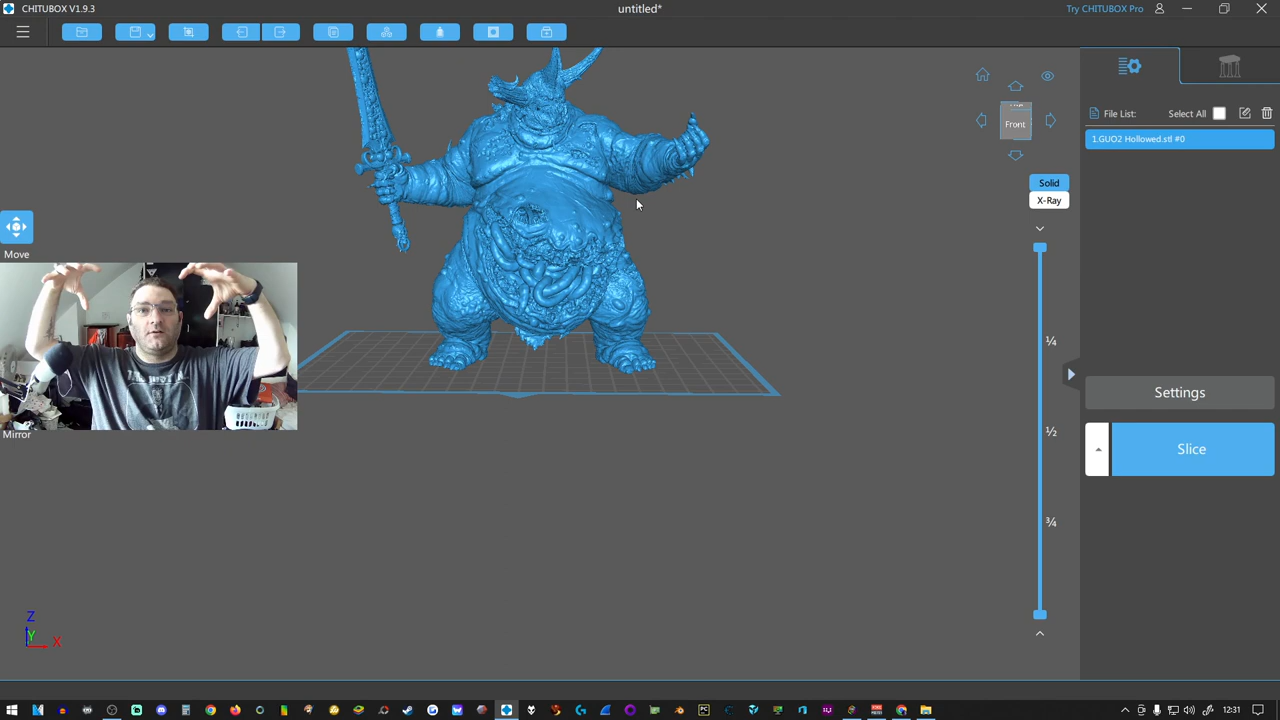 CHITUBOX V1.9.3
untitled*
Try CHITUBOX Pro
File List:
Select All
1.GUO2 Hollowed.stl #0
Front
Solid
X-Ray
Move
Mirror
¼
½
¾
Settings
Slice
Z
Y
X
12:31